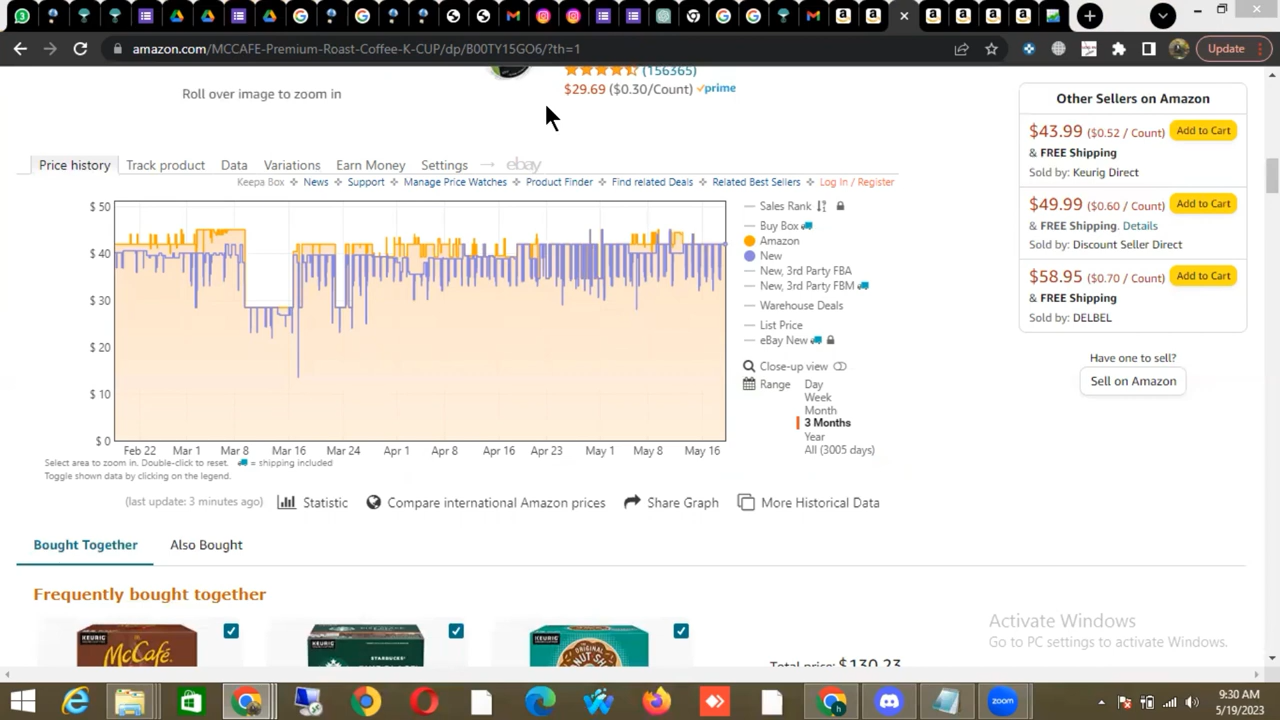 amazon.com/MCCAFE-Premium-Roast-Coffee-K-CUP/dp/B00TY15GO6/?th=1
Update
Roll over image to zoom in
(156365)
$29.69 ($0.30/Count) prime
Price history
Track product
Data
Variations
Earn Money
Settings
ebay
Keepa Box
News
Support
Manage Price Watches
Product Finder
Find related Deals
Related Best Sellers
Log In / Register
$ 50
$ 40
$ 30
$ 20
$ 10
$ 0
Feb 22
Mar 1
Mar 8
Mar 16
Mar 24
Apr 1
Apr 8
Apr 16
Apr 23
May 1
May 8
May 16
Select area to zoom in. Double-click to reset. = shipping included
Toggle shown data by clicking on the legend.
Sales Rank
Buy Box
Amazon
New
New, 3rd Party FBA
New, 3rd Party FBM
Warehouse Deals
List Price
eBay New
Close-up view
Range
Day
Week
Month
3 Months
Year
All (3005 days)
(last update: 3 minutes ago)
Statistic
Compare international Amazon prices
Share Graph
More Historical Data
Other Sellers on Amazon
$43.99 ($0.52 / Count) Add to Cart
& FREE Shipping
Sold by: Keurig Direct
$49.99 ($0.60 / Count) Add to Cart
& FREE Shipping. Details
Sold by: Discount Seller Direct
$58.95 ($0.70 / Count) Add to Cart
& FREE Shipping
Sold by: DELBEL
Have one to sell?
Sell on Amazon
Bought Together
Also Bought
Frequently bought together
KEURIG
McCafé
KEURIG
STARBUCKS
KEURIG
ORIGINAL
Total price: $130.23
Activate Windows
Go to PC settings to activate Windows.
zoom
9:30 AM
5/19/2023